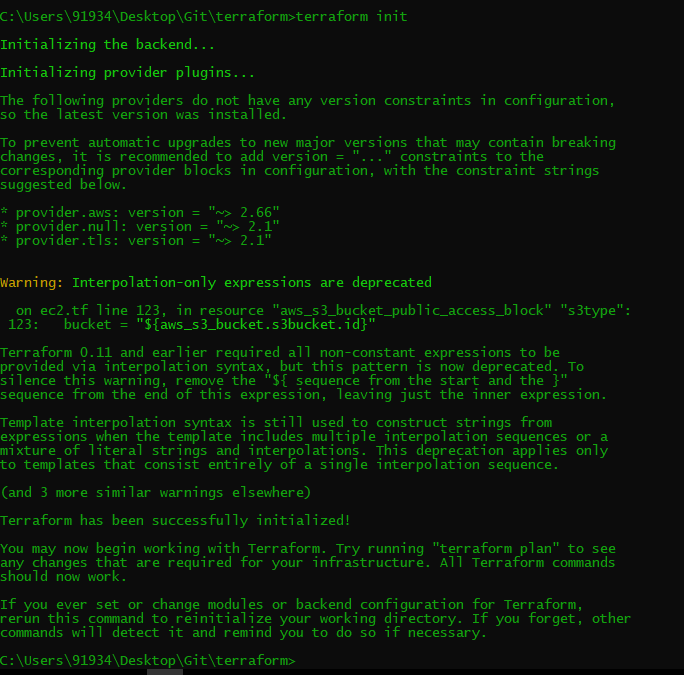 C:\Users\91934\Desktop\Git\terraform>terraform init
Initializing the backend...
Initializing provider plugins...
The following providers do not have any version constraints in configuration,
so the latest version was installed.
To prevent automatic upgrades to new major versions that may contain breaking
changes, it is recommended to add version = "..." constraints to the
corresponding provider blocks in configuration, with the constraint strings
suggested below.
* provider.aws: version = "~> 2.66"
* provider.null: version = "~> 2.1"
* provider.tls: version = "~> 2.1"
Warning: Interpolation-only expressions are deprecated
  on ec2.tf line 123, in resource "aws_s3_bucket_public_access_block" "s3type":
 123:   bucket = "${aws_s3_bucket.s3bucket.id}"
Terraform 0.11 and earlier required all non-constant expressions to be
provided via interpolation syntax, but this pattern is now deprecated. To
silence this warning, remove the "${ sequence from the start and the }"
sequence from the end of this expression, leaving just the inner expression.
Template interpolation syntax is still used to construct strings from
expressions when the template includes multiple interpolation sequences or a
mixture of literal strings and interpolations. This deprecation applies only
to templates that consist entirely of a single interpolation sequence.
(and 3 more similar warnings elsewhere)
Terraform has been successfully initialized!
You may now begin working with Terraform. Try running "terraform plan" to see
any changes that are required for your infrastructure. All Terraform commands
should now work.
If you ever set or change modules or backend configuration for Terraform,
rerun this command to reinitialize your working directory. If you forget, other
commands will detect it and remind you to do so if necessary.
C:\Users\91934\Desktop\Git\terraform>